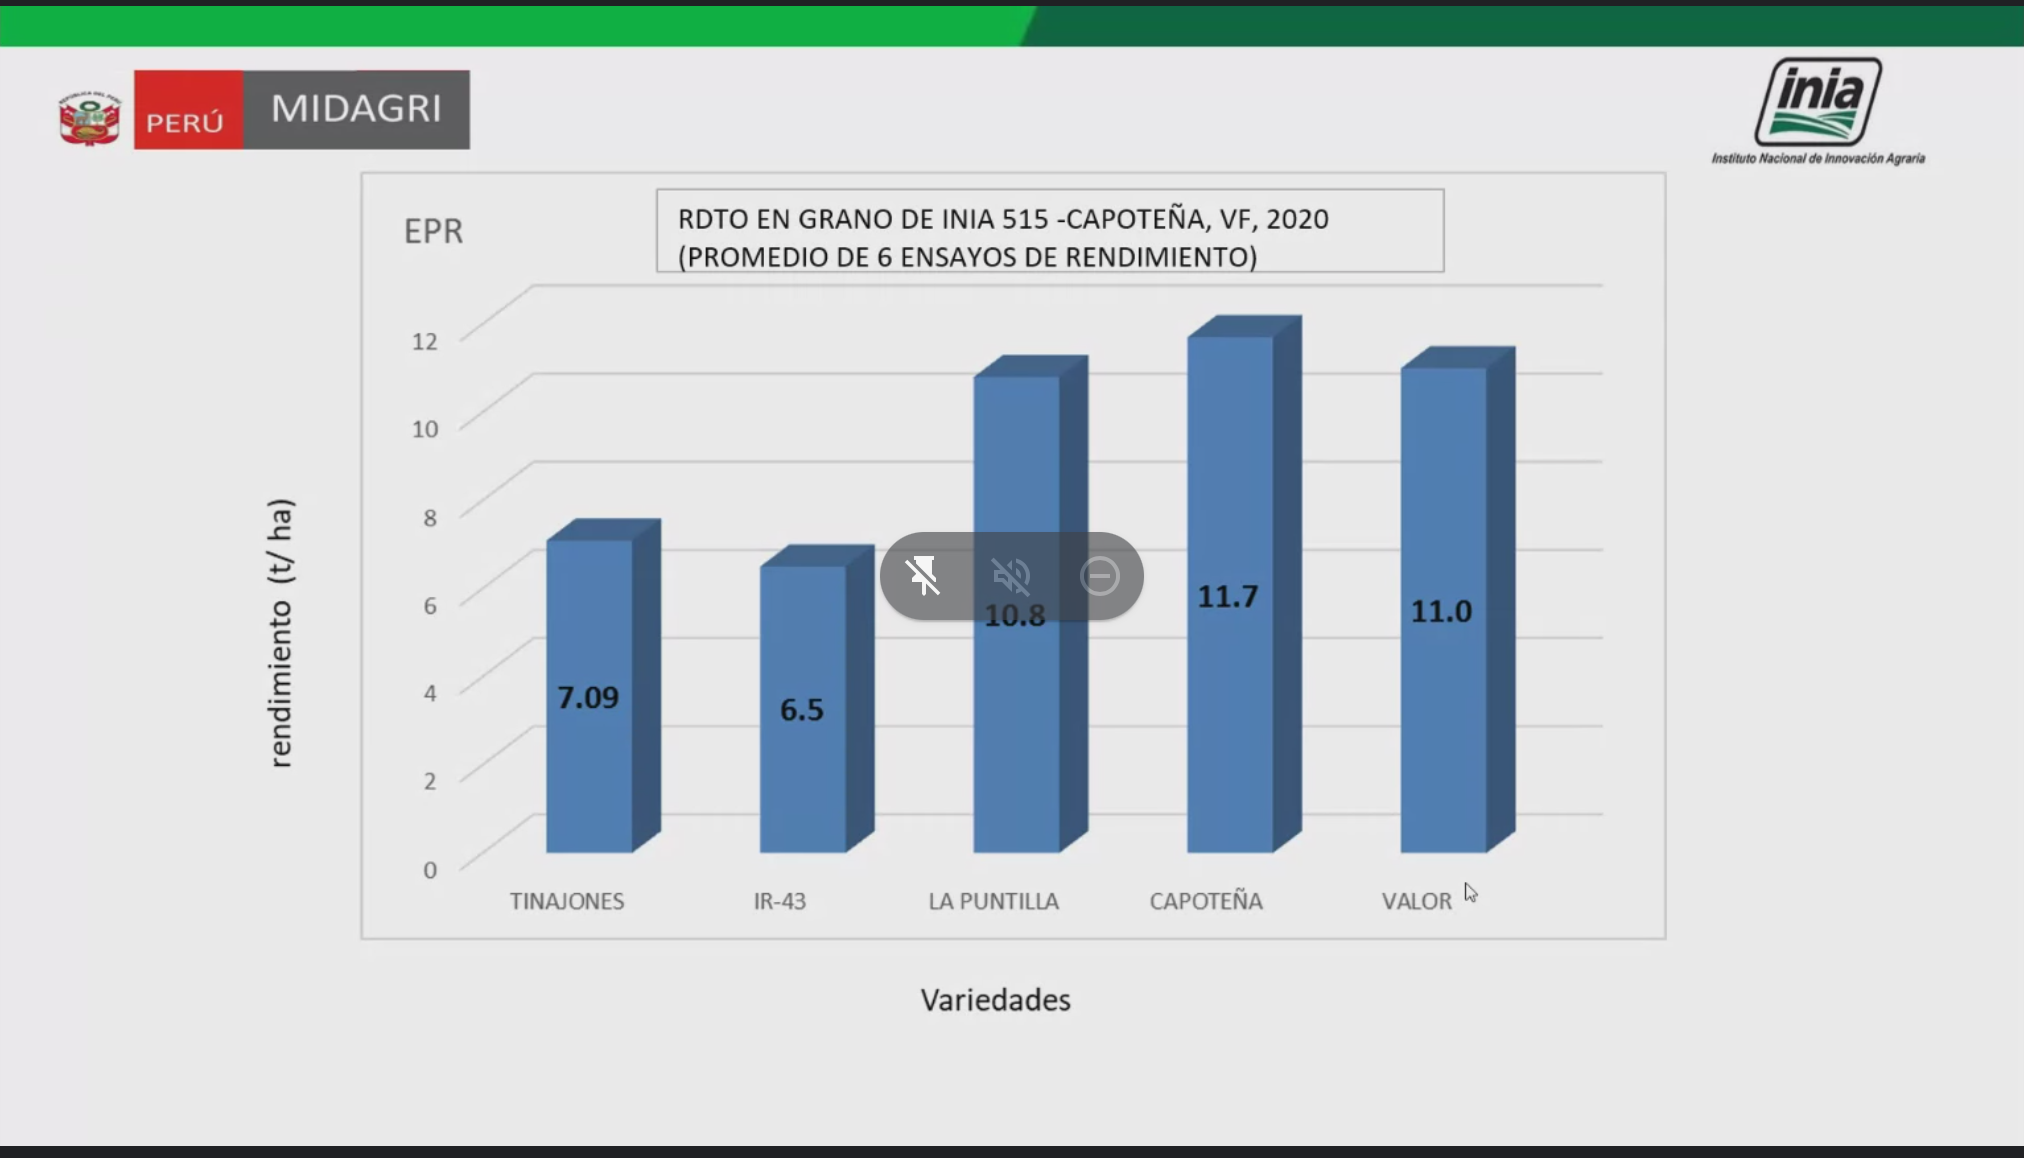 PERÚ
MIDAGRI
inia
Instituto Nacional de Innovación Agraria
EPR
RDTO EN GRANO DE INIA 515 -CAPOTEÑA, VF, 2020
(PROMEDIO DE 6 ENSAYOS DE RENDIMIENTO)
12
10
8
6
4
2
0
rendimiento (t/ ha)
7.09
6.5
10.8
11.7
11.0
TINAJONES
IR-43
LA PUNTILLA
CAPOTEÑA
VALOR
Variedades